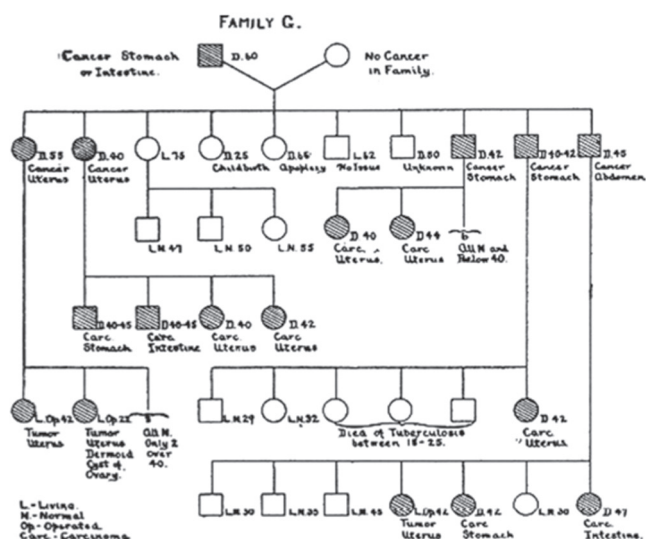 FAMILY G.
Cancer Stomach
or Intestine.
D.60
No Cancer
in Family.
D.55
Cancer
Uterus
D.40
Cancer
Uterus
L.75
D.25
Childbirth
Apoplexy
L.62
No Issue
D.50
Unknown
D.42
Cancer
Stomach
D 40-42
Cancer
Stomach
D.45
Cancer
Abdomen
L.N.47
L.N.50
L.N.55
D.40
Carc
Uterus.
D.44
Carc
Uterus
6
All N and
Below 40.
D.40-45
Carc.
Stomach
D.40-45
Carc
Intestine
D.40
Carc.
Uterus
D.42
Carc
Uterus
L.Op.42
Tumor
Uterus
Tumor
Uterus
Dermoid
Cyst of
Ovary.
All N.
Only 2
over
40.
L.N.29
L.N.32
Died of Tuberculosis
between 18-25.
D.42
Carc
Uterus
L.N.30
L.N.35
L.N.45
L.Op.42
Tumor
Uterus
D.42
Carc
Stomach
L.N.30
D.47
Carc
Intestine.
L-Living.
N-Normal
Op-Operated
Carc-Carcinoma